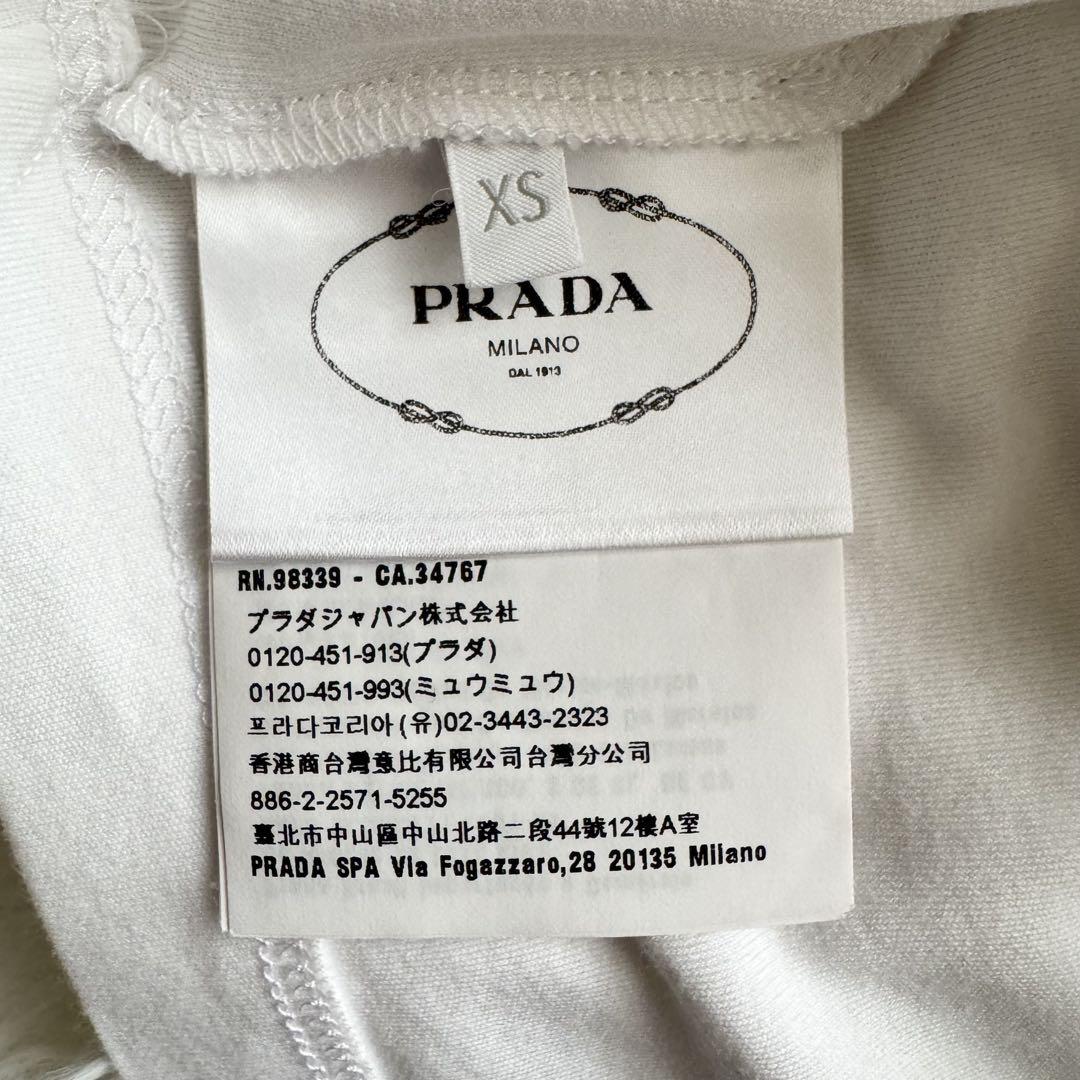 XS
PRADA
MILANO
DAL 1913
RN.98339 - CA.34767
プラダジャパン株式会社
0120-451-913(プラダ)
0120-451-993(ミュウミュウ)
프라다코리아(유)02-3443-2323
香港商台灣意比有限公司台灣分公司
886-2-2571-5255
臺北市中山區中山北路二段44號12樓A室
PRADA SPA Via Fogazzaro,28 20135 Milano